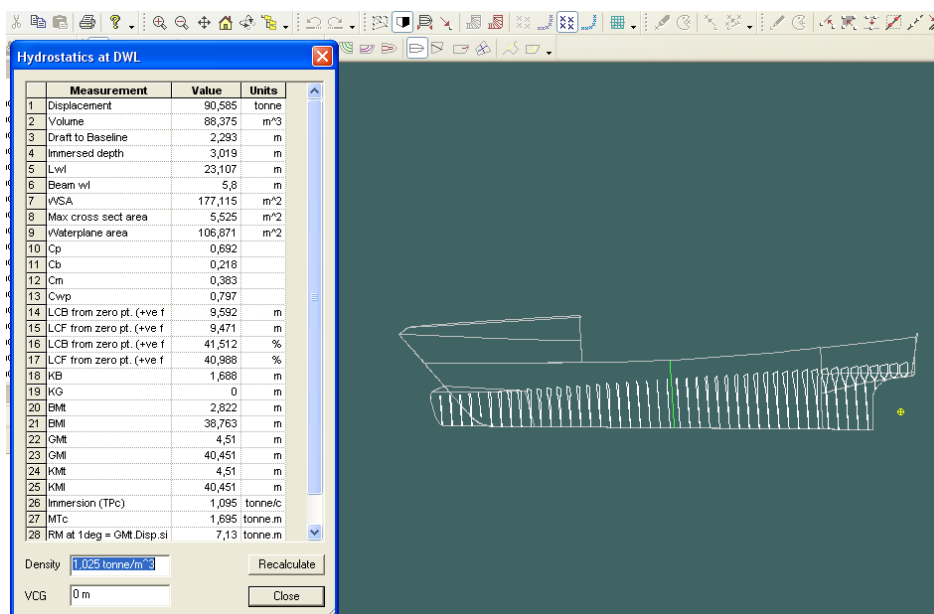 Hydrostatics at DWL
Measurement Value Units
1 Displacement 90,585 tonne
2 Volume 88,375 m^3
3 Draft to Baseline 2,293 m
4 Immersed depth 3,019 m
5 Lwl 23,107 m
6 Beam wl 5,8 m
7 WSA 177,115 m^2
8 Max cross sect area 5,525 m^2
9 Waterplane area 106,871 m^2
10 Cp 0,692
11 Cb 0,218
12 Cm 0,383
13 Cwp 0,797
14 LCB from zero pt. (+ve f 9,592 m
15 LCF from zero pt. (+ve f 9,471 m
16 LCB from zero pt. (+ve f 41,512 %
17 LCF from zero pt. (+ve f 40,988 %
18 KB 1,688 m
19 KG 0 m
20 BMt 2,822 m
21 BMl 38,763 m
22 GMt 4,51 m
23 GMl 40,451 m
24 KMt 4,51 m
25 KMl 40,451 m
26 Immersion (TPc) 1,095 tonne/c
27 MTc 1,695 tonne.m
28 RM at 1deg = GMt.Disp.si 7,13 tonne.m
Density 1,025 tonne/m^3 Recalculate
VCG 0 m Close